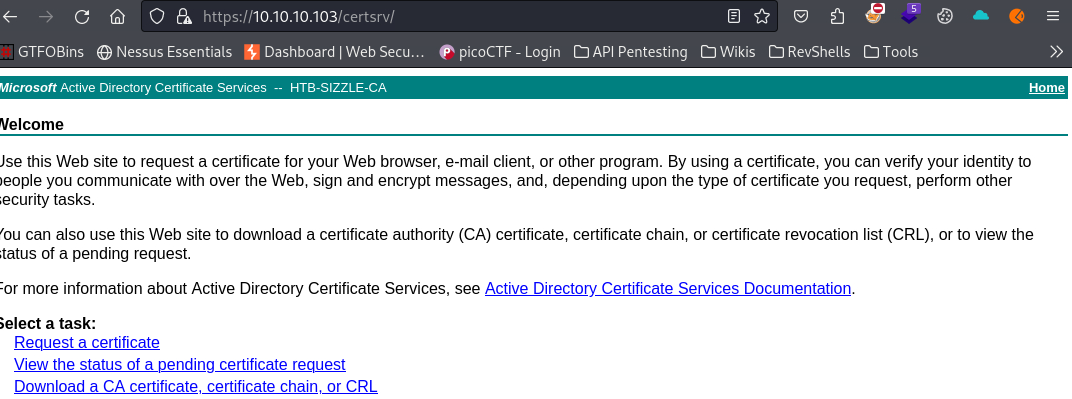 https://10.10.10.103/certsrv/
5
GTFOBins Nessus Essentials Dashboard | Web Secu… picoCTF - Login API Pentesting Wikis RevShells Tools
Microsoft Active Directory Certificate Services -- HTB-SIZZLE-CA Home
Welcome
Use this Web site to request a certificate for your Web browser, e-mail client, or other program. By using a certificate, you can verify your identity to
people you communicate with over the Web, sign and encrypt messages, and, depending upon the type of certificate you request, perform other
security tasks.
You can also use this Web site to download a certificate authority (CA) certificate, certificate chain, or certificate revocation list (CRL), or to view the
status of a pending request.
For more information about Active Directory Certificate Services, see Active Directory Certificate Services Documentation.
Select a task:
Request a certificate
View the status of a pending certificate request
Download a CA certificate, certificate chain, or CRL